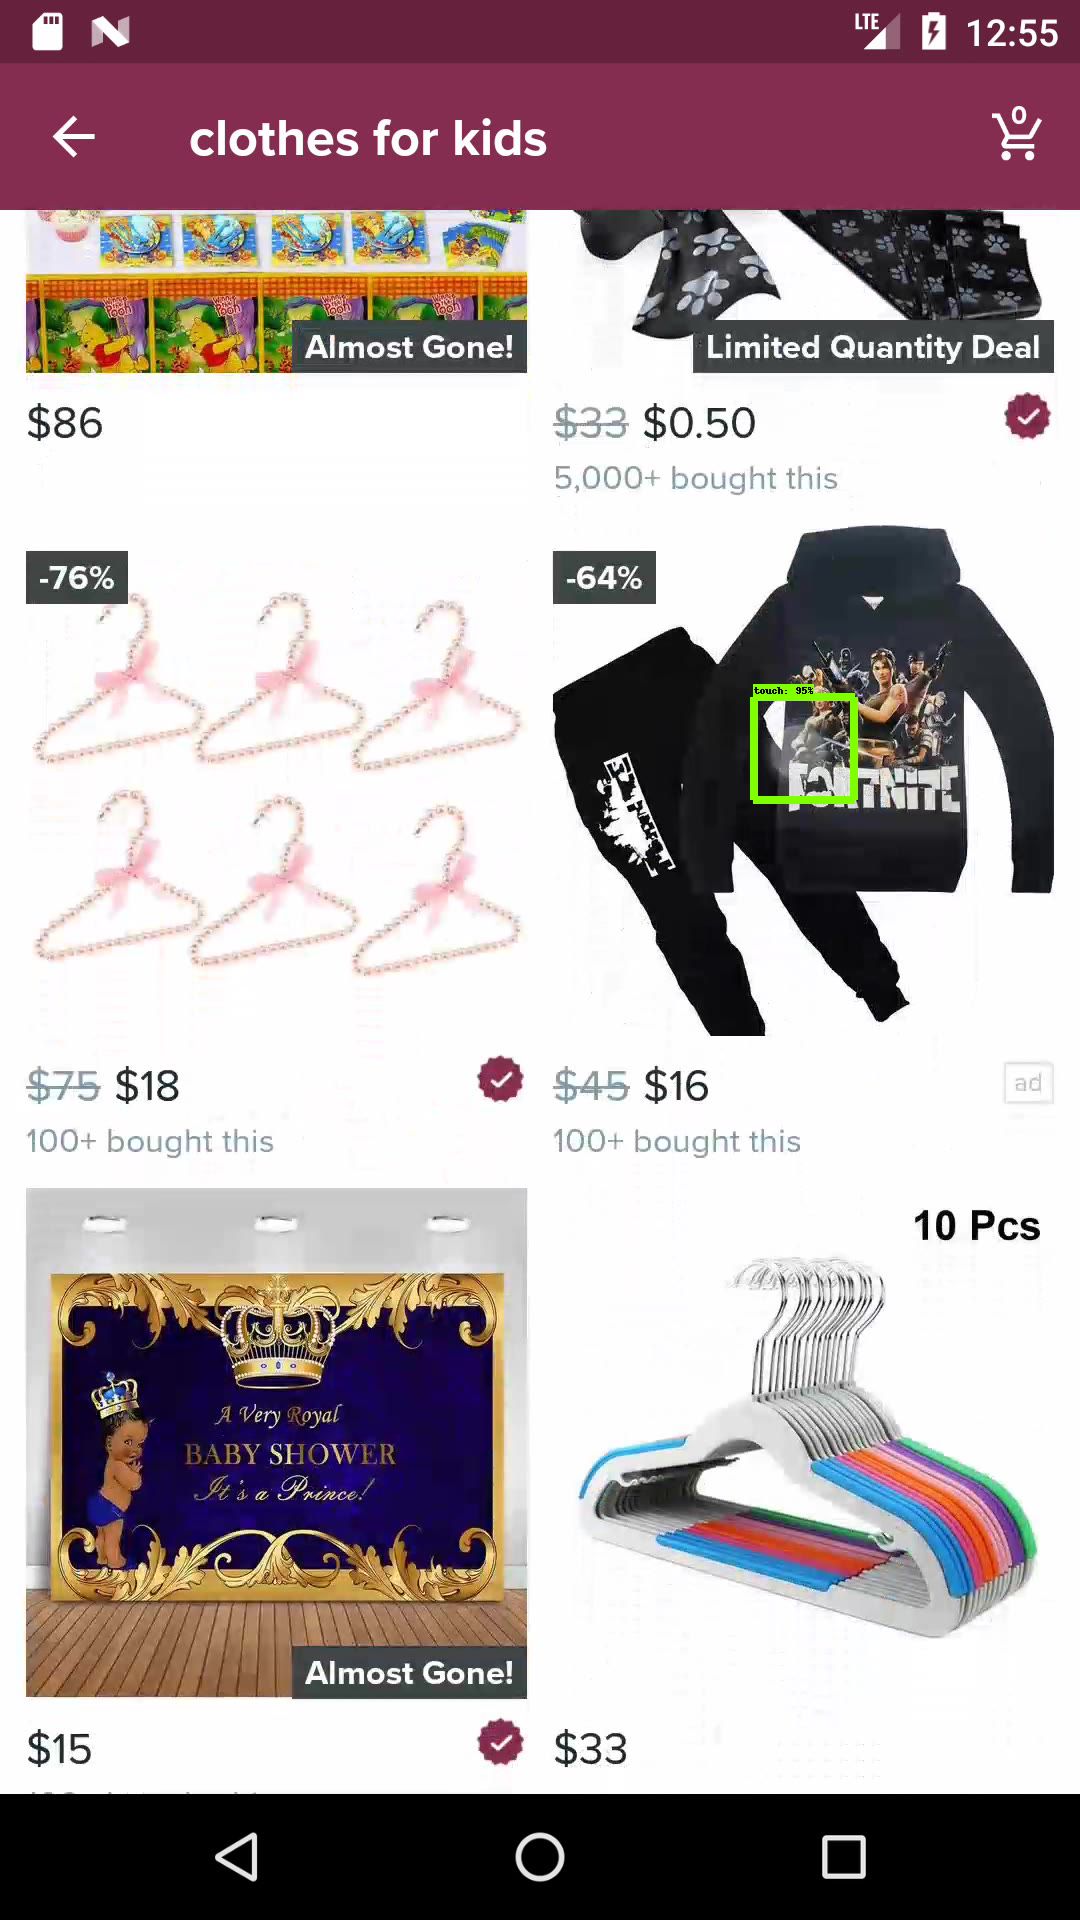 LTE 12:55
clothes for kids
0
Almost Gone!
Limited Quantity Deal
$86
$33 $0.50
5,000+ bought this
-76%
-64%
touch: 95%
FORTNITE
$75 $18
$45 $16
ad
100+ bought this
100+ bought this
10 Pcs
A Very Royal
BABY SHOWER
It's a Prince!
Almost Gone!
$15
$33